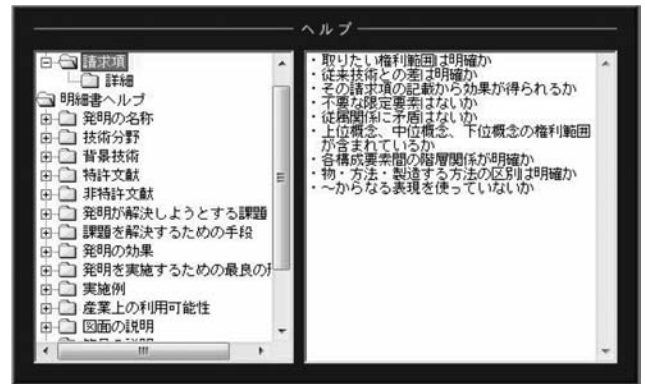 ヘルプ
請求項
詳細
明細書ヘルプ
発明の名称
技術分野
背景技術
特許文献
非特許文献
発明が解決しようとする課題
課題を解決するための手段
発明の効果
発明を実施するための最良の
実施例
産業上の利用可能性
図面の説明
・取りたい権利範囲は明確か
・従来技術との差は明確か
・その請求項の記載から効果が得られるか
・不要な限定要素はないか
・従属関係に矛盾はないか
・上位概念、中位概念、下位概念の権利範囲
が含まれているか
・各構成要素間の階層関係が明確か
・物・方法・製造する方法の区別は明確か
・～からなる表現を使っていないか